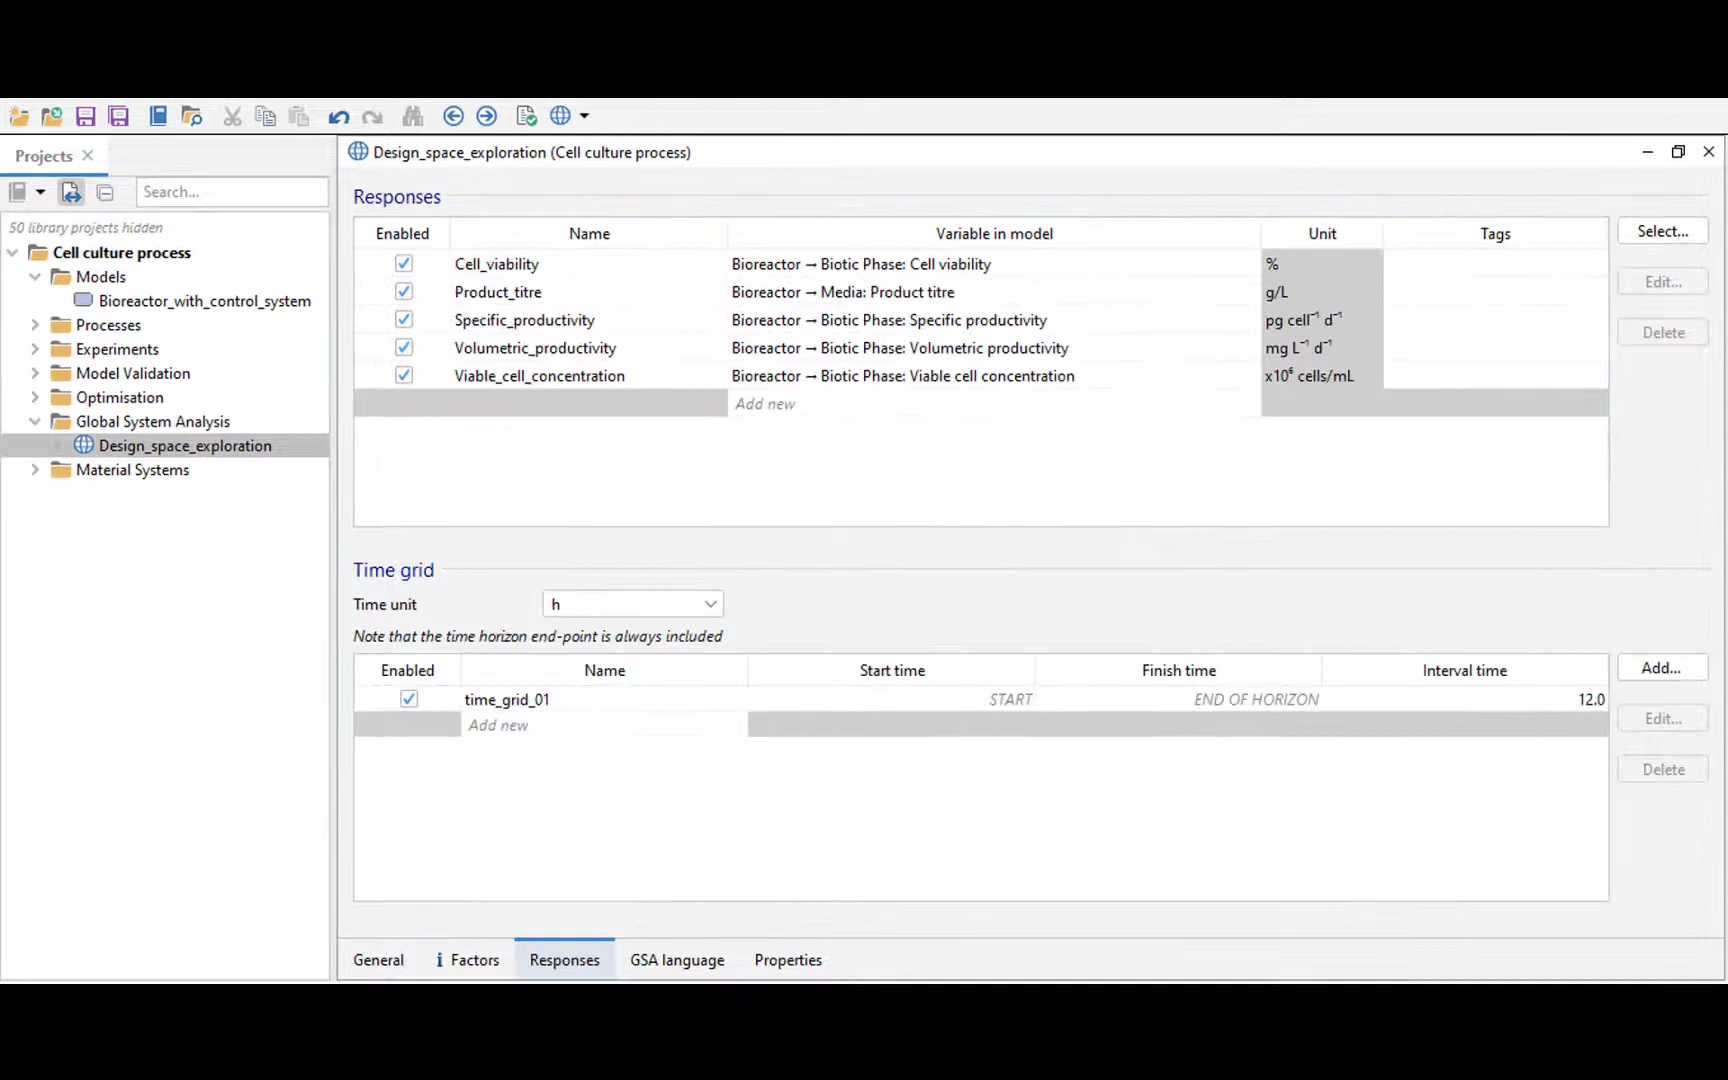 Projects
Search...
50 library projects hidden
Cell culture process
Models
Bioreactor_with_control_system
Processes
Experiments
Model Validation
Optimisation
Global System Analysis
Design_space_exploration
Material Systems
Design_space_exploration (Cell culture process)
Responses
Enabled Name Variable in model Unit Tags
Cell_viability Bioreactor → Biotic Phase: Cell viability %
Product_titre Bioreactor → Media: Product titre g/L
Specific_productivity Bioreactor → Biotic Phase: Specific productivity pg cell⁻¹ d⁻¹
Volumetric_productivity Bioreactor → Biotic Phase: Volumetric productivity mg L⁻¹ d⁻¹
Viable_cell_concentration Bioreactor → Biotic Phase: Viable cell concentration x10⁶ cells/mL
Add new
Select...
Edit...
Delete
Time grid
Time unit h
Note that the time horizon end-point is always included
Enabled Name Start time Finish time Interval time
time_grid_01 START END OF HORIZON 12.0
Add new
Add...
Edit...
Delete
General i Factors Responses GSA language Properties